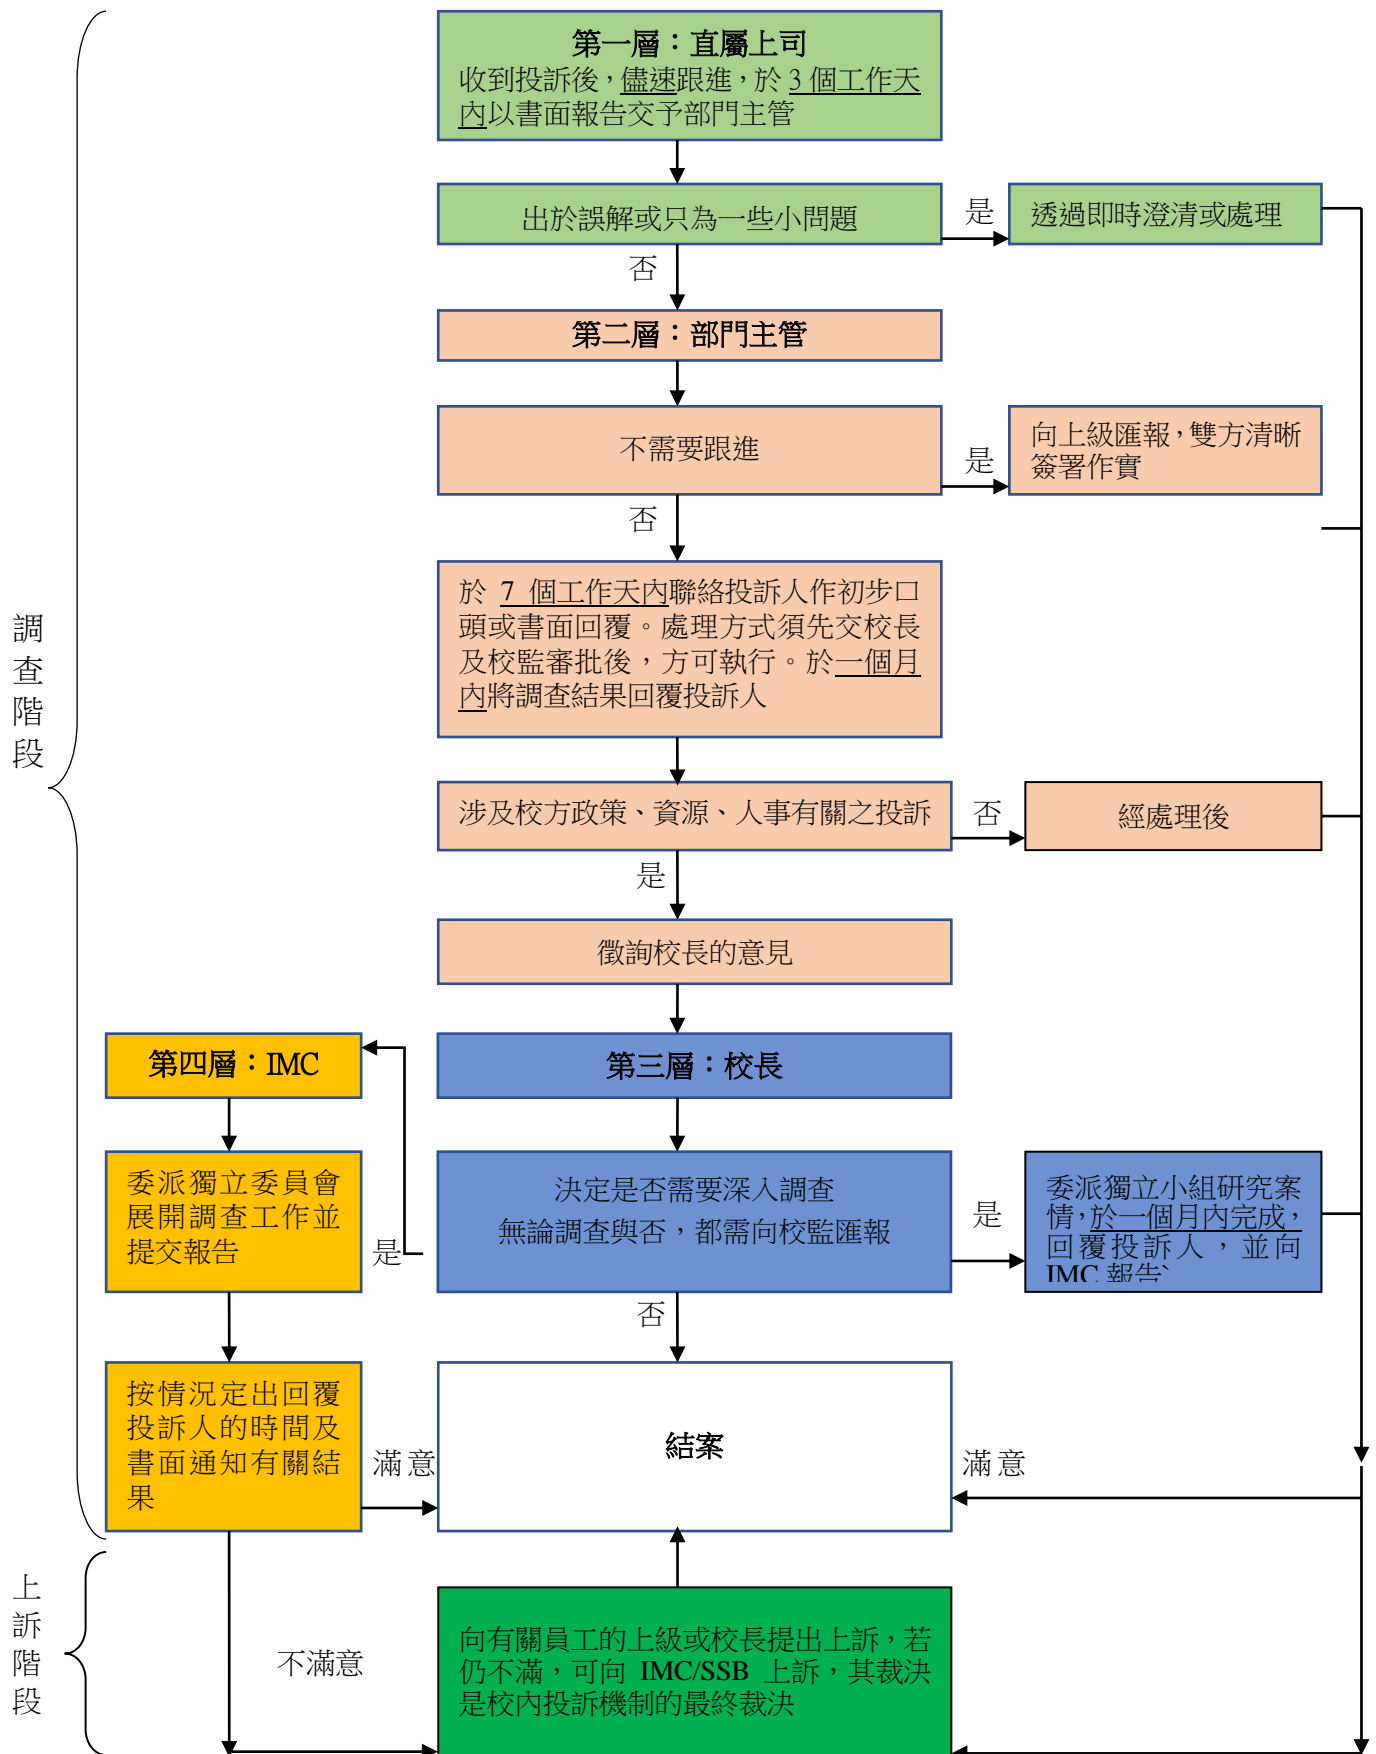 第一層：直屬上司
收到投訴後，儘速跟進，於 3 個工作天
內以書面報告交予部門主管
出於誤解或只為一些小問題
是
透過即時澄清或處理
否
第二層：部門主管
不需要跟進
是
向上級匯報，雙方清晰
簽署作實
否
於 7 個工作天內聯絡投訴人作初步口
頭或書面回覆。處理方式須先交校長
及校監審批後，方可執行。於一個月
內將調查結果回覆投訴人
調查階段
涉及校方政策、資源、人事有關之投訴
否
經處理後
是
徵詢校長的意見
第四層：IMC
第三層：校長
委派獨立委員會
展開調查工作並
提交報告
是
決定是否需要深入調查
無論調查與否，都需向校監匯報
是
委派獨立小組研究案
情，於一個月內完成，
回覆投訴人，並向
IMC 報告`
否
按情況定出回覆
投訴人的時間及
書面通知有關結
果
滿意
結案
滿意
上訴階段
不滿意
向有關員工的上級或校長提出上訴，若
仍不滿，可向 IMC/SSB 上訴，其裁決
是校內投訴機制的最終裁決